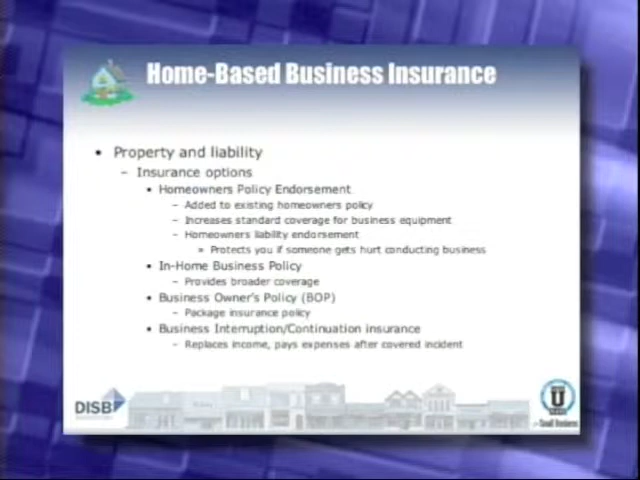 Home-Based Business Insurance
• Property and liability
– Insurance options
• Homeowners Policy Endorsement
– Added to existing homeowners policy
– Increases standard coverage for business equipment
– Homeowners liability endorsement
» Protects you if someone gets hurt conducting business
• In-Home Business Policy
– Provides broader coverage
• Business Owner's Policy (BOP)
– Package insurance policy
• Business Interruption/Continuation insurance
– Replaces income, pays expenses after covered incident
DISB
U
Small Business